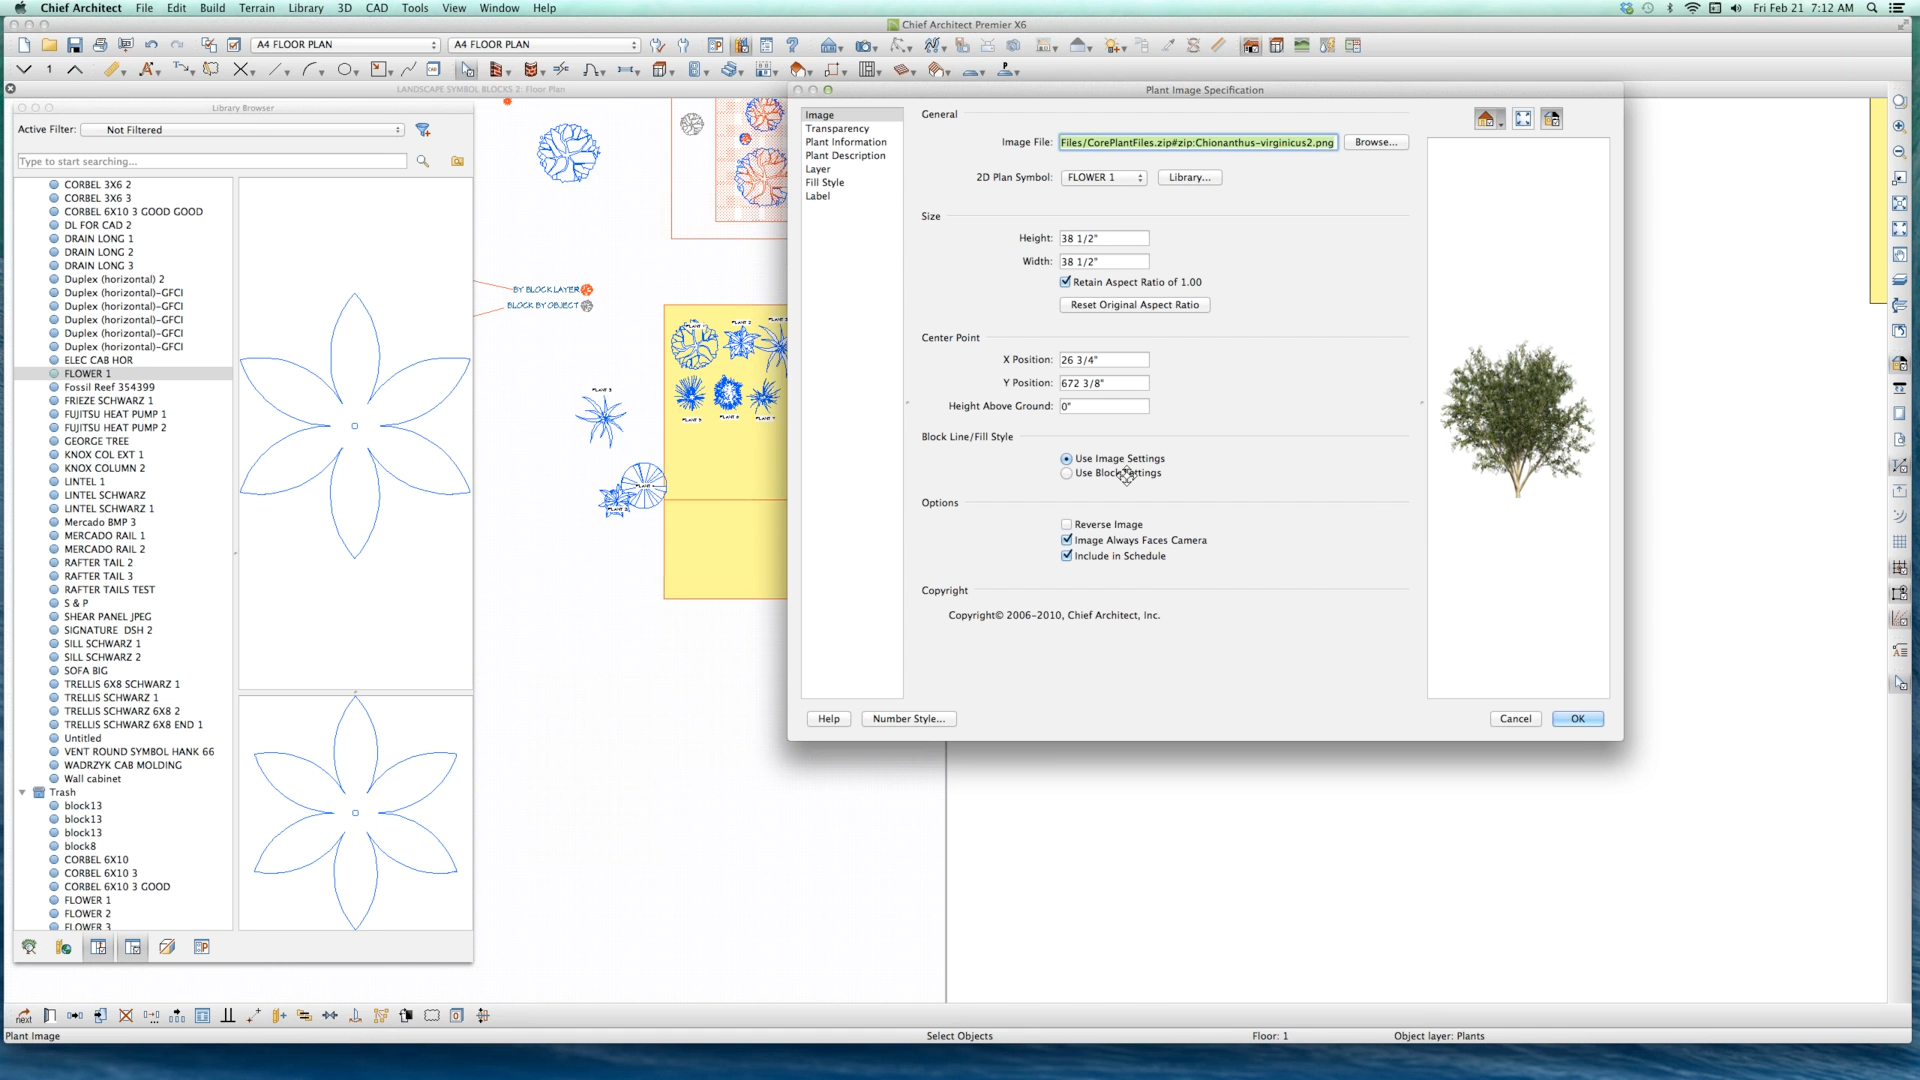 Chief Architect File Edit Build Terrain Library 3D CAD Tools View Window Help
Fri Feb 21 7:12 AM
Chief Architect Premier X6
A4 FLOOR PLAN
A4 FLOOR PLAN
1
LANDSCAPE SYMBOL BLOCKS 2: Floor Plan
Library Browser
Active Filter: Not Filtered
Type to start searching...
CORBEL 3X6 2
CORBEL 3X6 3
CORBEL 6X10 3 GOOD GOOD
DL FOR CAD 2
DRAIN LONG 1
DRAIN LONG 2
DRAIN LONG 3
Duplex (horizontal) 2
Duplex (horizontal)-GFCI
Duplex (horizontal)-GFCI
Duplex (horizontal)-GFCI
Duplex (horizontal)-GFCI
Duplex (horizontal)-GFCI
ELEC CAB HOR
FLOWER 1
Fossil Reef 354399
FRIEZE SCHWARZ 1
FUJITSU HEAT PUMP 1
FUJITSU HEAT PUMP 2
GEORGE TREE
KNOX COL EXT 1
KNOX COLUMN 2
LINTEL 1
LINTEL SCHWARZ
LINTEL SCHWARZ 1
Mercado BMP 3
MERCADO RAIL 1
MERCADO RAIL 2
RAFTER TAIL 2
RAFTER TAIL 3
RAFTER TAILS TEST
S & P
SHEAR PANEL JPEG
SIGNATURE DSH 2
SILL SCHWARZ 1
SILL SCHWARZ 2
SOFA BIG
TRELLIS 6X8 SCHWARZ 1
TRELLIS SCHWARZ 1
TRELLIS SCHWARZ 6X8 2
TRELLIS SCHWARZ 6X8 END 1
Untitled
VENT ROUND SYMBOL HANK 66
WADRZYK CAB MOLDING
Wall cabinet
Trash
block13
block13
block13
block8
CORBEL 6X10
CORBEL 6X10 3
CORBEL 6X10 3 GOOD
FLOWER 1
FLOWER 2
FLOWER 3
BY BLOCK LAYER
BLOCK BY OBJECT
Plant Image Specification
Image
Transparency
Plant Information
Plant Description
Layer
Fill Style
Label
General
Image File: Files/CorePlantFiles.zip#zip:Chionanthus-virginicus2.png Browse...
2D Plan Symbol: FLOWER 1 Library...
Size
Height: 38 1/2"
Width: 38 1/2"
Retain Aspect Ratio of 1.00
Reset Original Aspect Ratio
Center Point
X Position: 26 3/4"
Y Position: 672 3/8"
Height Above Ground: 0"
Block Line/Fill Style
Use Image Settings
Use Block Settings
Options
Reverse Image
Image Always Faces Camera
Include in Schedule
Copyright
Copyright© 2006-2010, Chief Architect, Inc.
Help Number Style... Cancel OK
next
Plant Image Select Objects Floor: 1 Object layer: Plants